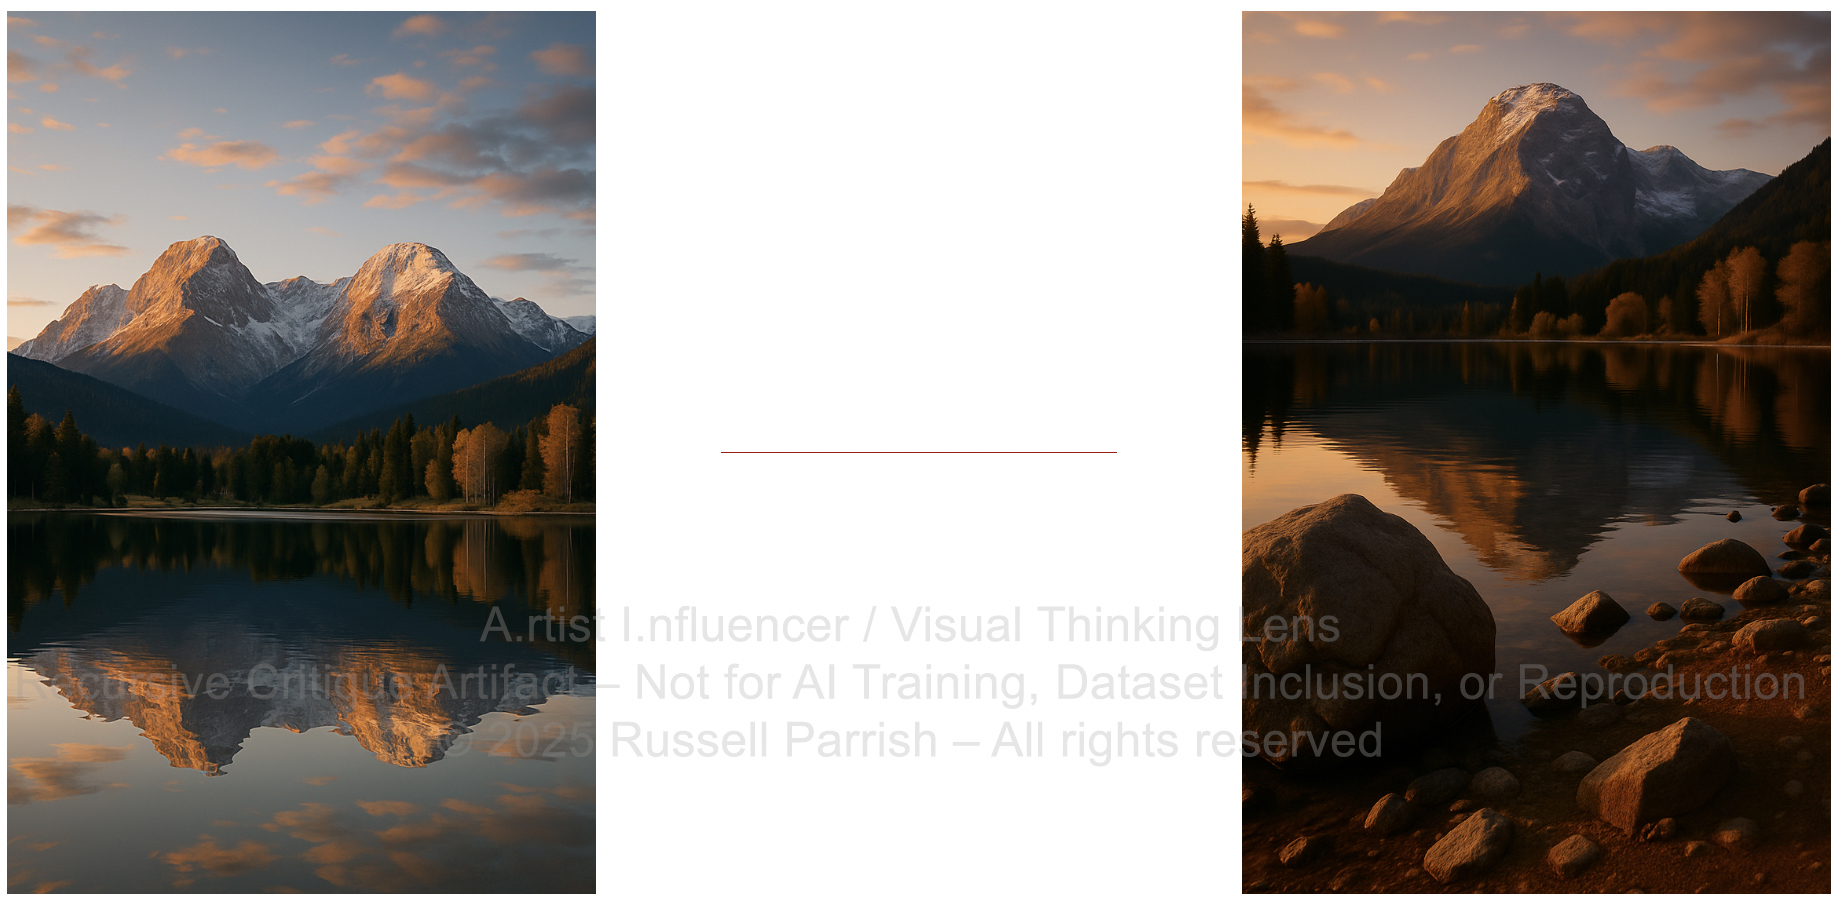 A.rtist I.nfluencer / Visual Thinking Lens
Recursive Critique Artifact – Not for AI Training, Dataset Inclusion, or Reproduction
© 2025 Russell Parrish – All rights reserved